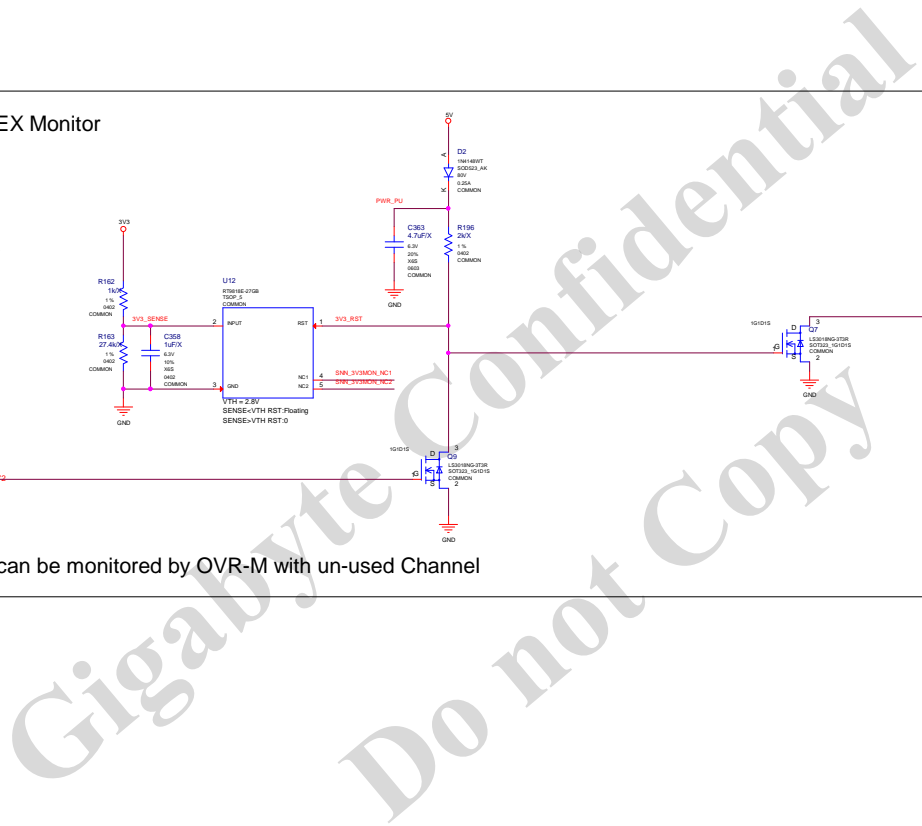 EX Monitor
5V
A
D2
1N4148WT
SOD523_AK
80V
0.25A
COMMON
K
PWR_PU
C363
4.7uF/X
6.3V
20%
X6S
0603
COMMON
GND
R196
2k/X
1 %
0402
COMMON
3V3
R162
1k/X
1 %
0402
COMMON
3V3_SENSE
R163
27.4k/X
1 %
0402
COMMON
C358
1uF/X
6.3V
10%
X6S
0402
COMMON
GND
U12
RT9818E-27GB
TSOP_5
COMMON
2
INPUT
RST
1
3V3_RST
3
GND
NC1
4
SNN_3V3MON_NC1
NC2
5
SNN_3V3MON_NC2
VTH = 2.8V
SENSE<VTH RST:Floating
SENSE>VTH RST:0
1G1D1S
D
3
Q7
LS3018NG-3T3R
SOT323_1G1D1S
COMMON
G
S
2
GND
1G1D1S
D
3
Q9
LS3018NG-3T3R
SOT323_1G1D1S
COMMON
G
S
2
GND
can be monitored by OVR-M with un-used Channel
Gigabyte Confidential
Do not Copy